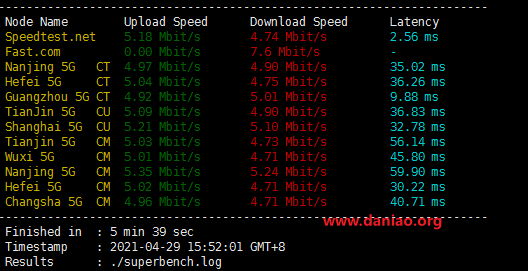 Node Name Upload Speed Download Speed Latency
Speedtest.net 5.18 Mbit/s 4.74 Mbit/s 2.56 ms
Fast.com 0.00 Mbit/s 7.6 Mbit/s -
Nanjing 5G CT 4.97 Mbit/s 4.90 Mbit/s 35.02 ms
Hefei 5G CT 5.04 Mbit/s 4.75 Mbit/s 36.26 ms
Guangzhou 5G CT 4.92 Mbit/s 5.01 Mbit/s 9.88 ms
TianJin 5G CU 5.09 Mbit/s 4.90 Mbit/s 36.83 ms
Shanghai 5G CU 5.21 Mbit/s 5.10 Mbit/s 32.78 ms
Tianjin 5G CM 5.03 Mbit/s 4.73 Mbit/s 56.14 ms
Wuxi 5G CM 5.01 Mbit/s 4.71 Mbit/s 45.80 ms
Nanjing 5G CM 5.35 Mbit/s 5.24 Mbit/s 59.90 ms
Hefei 5G CM 5.02 Mbit/s 4.71 Mbit/s 30.22 ms
Changsha 5G CM 4.96 Mbit/s 4.71 Mbit/s 40.71 ms
www.daniao.org
Finished in : 5 min 39 sec
Timestamp : 2021-04-29 15:52:01 GMT+8
Results : ./superbench.log